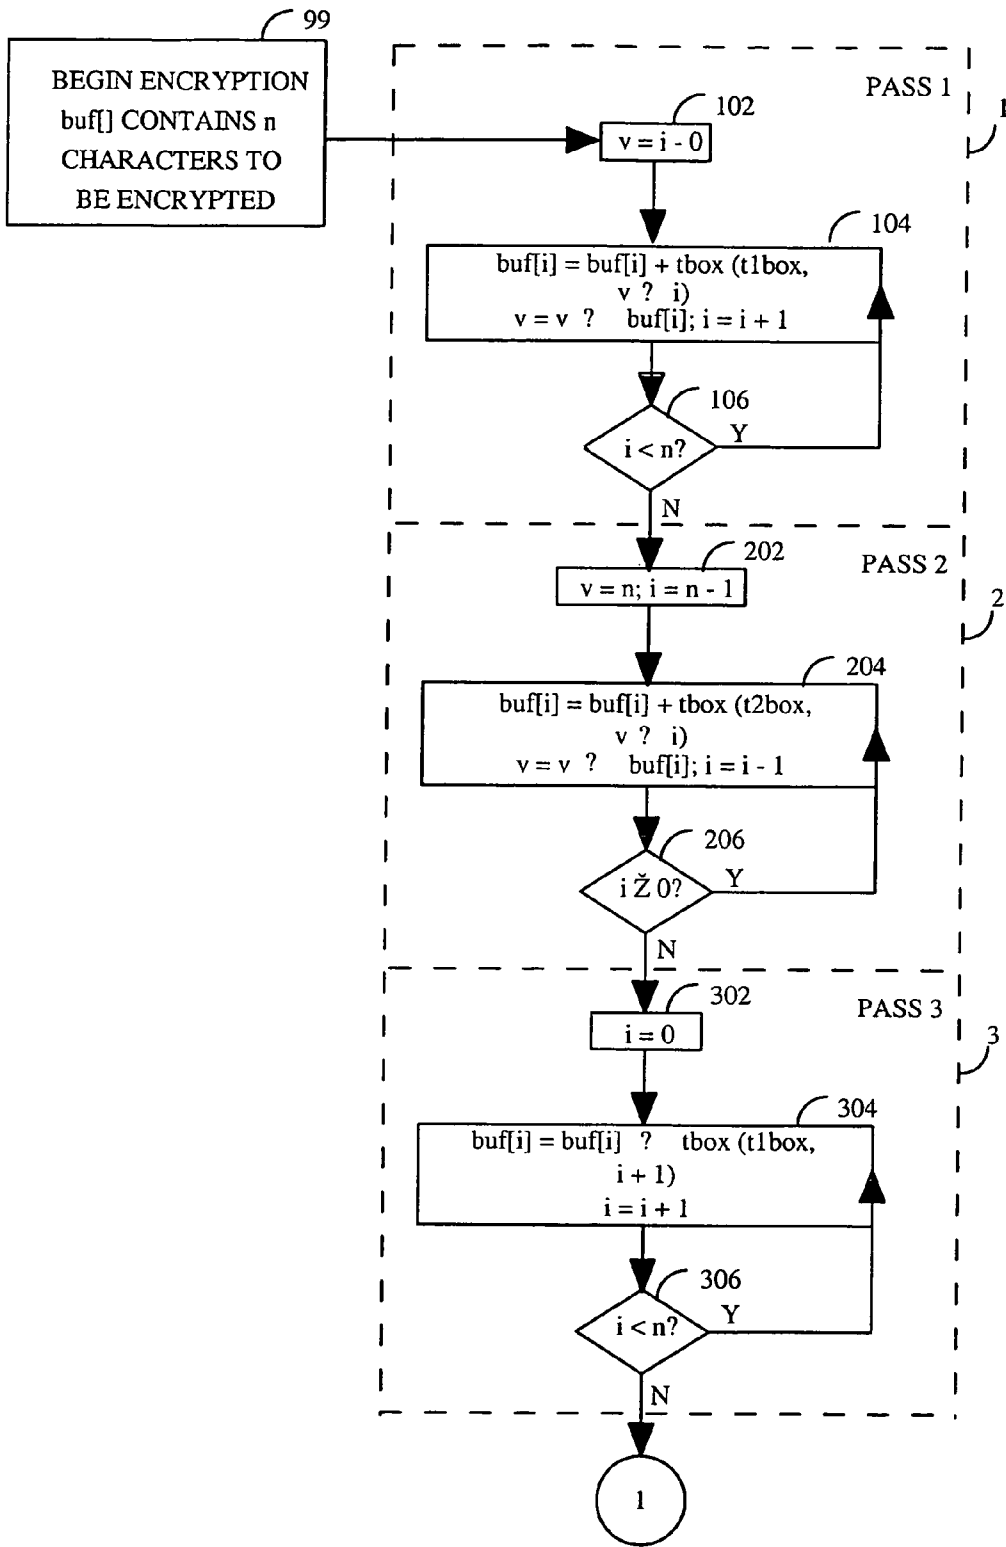 99
BEGIN ENCRYPTION
buf[] CONTAINS n
CHARACTERS TO
BE ENCRYPTED
PASS 1
1
102
v = i - 0
104
buf[i] = buf[i] + tbox (t1box,
v ? i)
v = v ? buf[i]; i = i + 1
106
i < n?
Y
N
PASS 2
2
202
v = n; i = n - 1
204
buf[i] = buf[i] + tbox (t2box,
v ? i)
v = v ? buf[i]; i = i - 1
206
i Ž 0?
Y
N
PASS 3
3
302
i = 0
304
buf[i] = buf[i] ? tbox (t1box,
i + 1)
i = i + 1
306
i < n?
Y
N
1